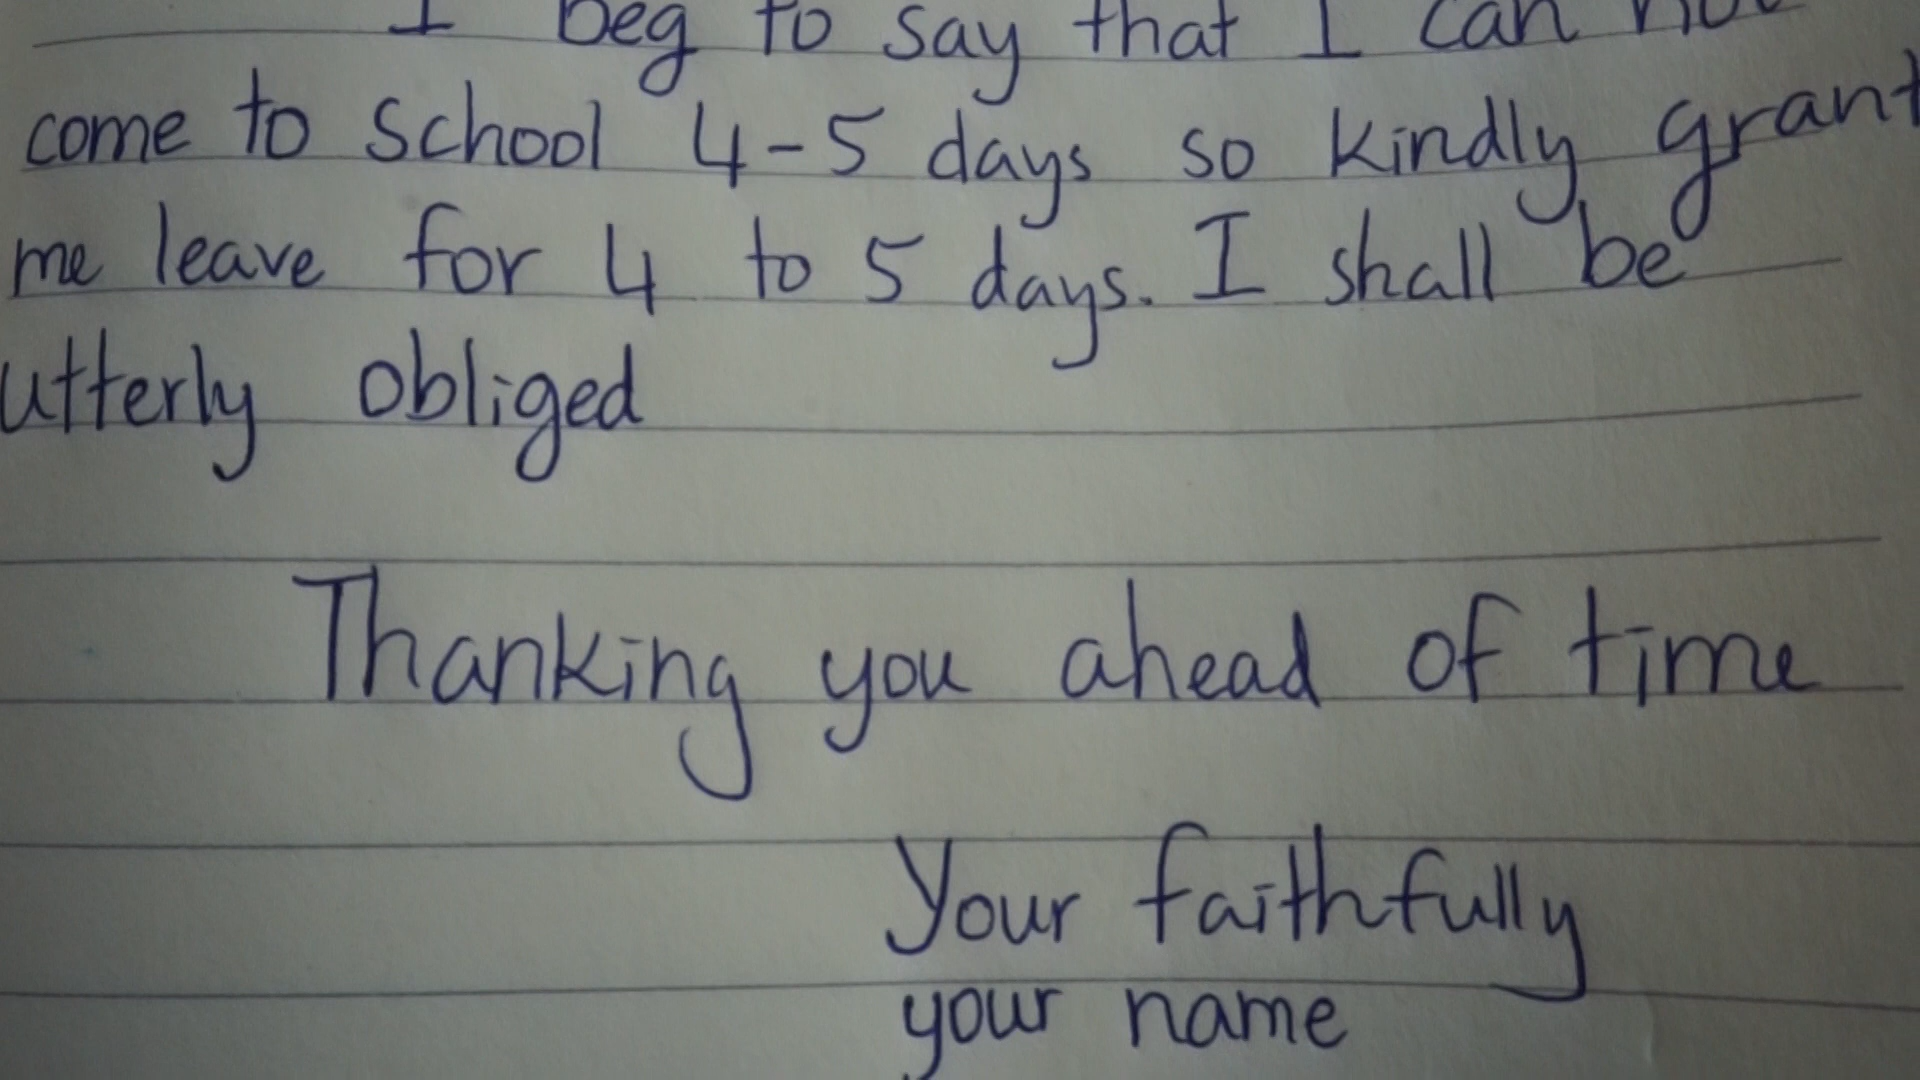 I beg to say that I can not
come to school 4-5 days so kindly grant
me leave for 4 to 5 days. I shall be
utterly obliged
Thanking you ahead of time
Your faithfully
your name